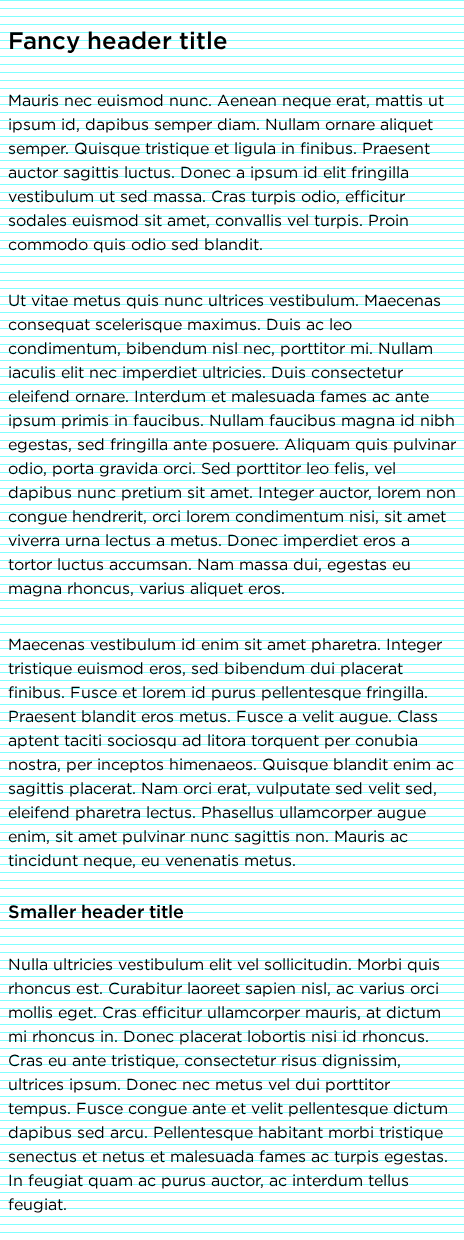 Fancy header title
Mauris nec euismod nunc. Aenean neque erat, mattis ut
ipsum id, dapibus semper diam. Nullam ornare aliquet
semper. Quisque tristique et ligula in finibus. Praesent
auctor sagittis luctus. Donec a ipsum id elit fringilla
vestibulum ut sed massa. Cras turpis odio, efficitur
sodales euismod sit amet, convallis vel turpis. Proin
commodo quis odio sed blandit.
Ut vitae metus quis nunc ultrices vestibulum. Maecenas
consequat scelerisque maximus. Duis ac leo
condimentum, bibendum nisl nec, porttitor mi. Nullam
iaculis elit nec imperdiet ultricies. Duis consectetur
eleifend ornare. Interdum et malesuada fames ac ante
ipsum primis in faucibus. Nullam faucibus magna id nibh
egestas, sed fringilla ante posuere. Aliquam quis pulvinar
odio, porta gravida orci. Sed porttitor leo felis, vel
dapibus nunc pretium sit amet. Integer auctor, lorem non
congue hendrerit, orci lorem condimentum nisi, sit amet
viverra urna lectus a metus. Donec imperdiet eros a
tortor luctus accumsan. Nam massa dui, egestas eu
magna rhoncus, varius aliquet eros.
Maecenas vestibulum id enim sit amet pharetra. Integer
tristique euismod eros, sed bibendum dui placerat
finibus. Fusce et lorem id purus pellentesque fringilla.
Praesent blandit eros metus. Fusce a velit augue. Class
aptent taciti sociosqu ad litora torquent per conubia
nostra, per inceptos himenaeos. Quisque blandit enim ac
sagittis placerat. Nam orci erat, vulputate sed velit sed,
eleifend pharetra lectus. Phasellus ullamcorper augue
enim, sit amet pulvinar nunc sagittis non. Mauris ac
tincidunt neque, eu venenatis metus.
Smaller header title
Nulla ultricies vestibulum elit vel sollicitudin. Morbi quis
rhoncus est. Curabitur laoreet sapien nisl, ac varius orci
mollis eget. Cras efficitur ullamcorper mauris, at dictum
mi rhoncus in. Donec placerat lobortis nisi id rhoncus.
Cras eu ante tristique, consectetur risus dignissim,
ultrices ipsum. Donec nec metus vel dui porttitor
tempus. Fusce congue ante et velit pellentesque dictum
dapibus sed arcu. Pellentesque habitant morbi tristique
senectus et netus et malesuada fames ac turpis egestas.
In feugiat quam ac purus auctor, ac interdum tellus
feugiat.